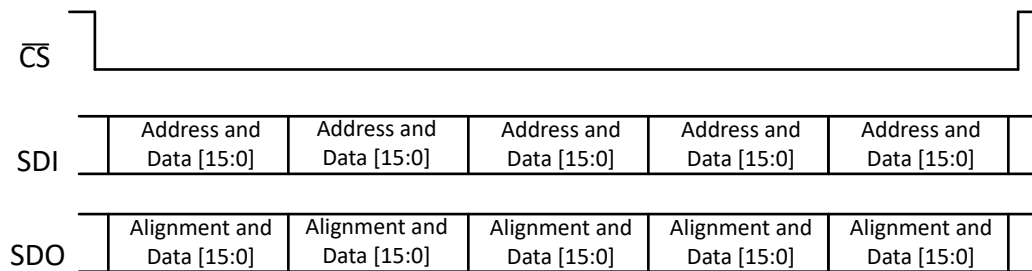 C̅S̅
SDI
Address and
Data [15:0]
Address and
Data [15:0]
Address and
Data [15:0]
Address and
Data [15:0]
Address and
Data [15:0]
SDO
Alignment and
Data [15:0]
Alignment and
Data [15:0]
Alignment and
Data [15:0]
Alignment and
Data [15:0]
Alignment and
Data [15:0]